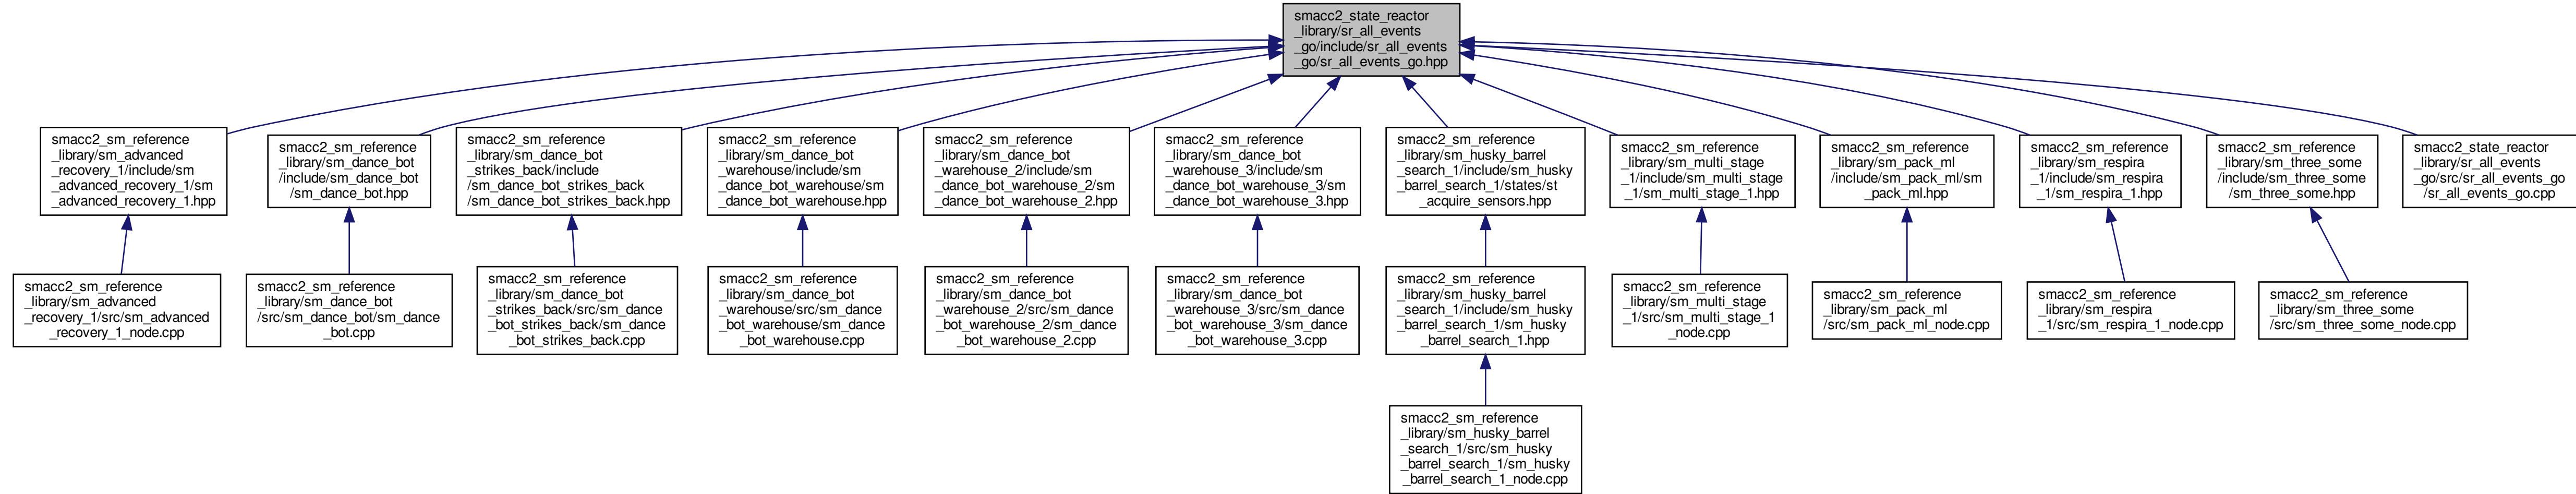 smacc2_state_reactor
_library/sr_all_events
_go/include/sr_all_events
_go/sr_all_events_go.hpp
smacc2_sm_reference
_library/sm_advanced
_recovery_1/include/sm
_advanced_recovery_1/sm
_advanced_recovery_1.hpp
smacc2_sm_reference
_library/sm_dance_bot
/include/sm_dance_bot
/sm_dance_bot.hpp
smacc2_sm_reference
_library/sm_dance_bot
_strikes_back/include
/sm_dance_bot_strikes_back
/sm_dance_bot_strikes_back.hpp
smacc2_sm_reference
_library/sm_dance_bot
_warehouse/include/sm
_dance_bot_warehouse/sm
_dance_bot_warehouse.hpp
smacc2_sm_reference
_library/sm_dance_bot
_warehouse_2/include/sm
_dance_bot_warehouse_2/sm
_dance_bot_warehouse_2.hpp
smacc2_sm_reference
_library/sm_dance_bot
_warehouse_3/include/sm
_dance_bot_warehouse_3/sm
_dance_bot_warehouse_3.hpp
smacc2_sm_reference
_library/sm_husky_barrel
_search_1/include/sm_husky
_barrel_search_1/states/st
_acquire_sensors.hpp
smacc2_sm_reference
_library/sm_multi_stage
_1/include/sm_multi_stage
_1/sm_multi_stage_1.hpp
smacc2_sm_reference
_library/sm_pack_ml
/include/sm_pack_ml/sm
_pack_ml.hpp
smacc2_sm_reference
_library/sm_respira
_1/include/sm_respira
_1/sm_respira_1.hpp
smacc2_sm_reference
_library/sm_three_some
/include/sm_three_some
/sm_three_some.hpp
smacc2_state_reactor
_library/sr_all_events
_go/src/sr_all_events_go
/sr_all_events_go.cpp
smacc2_sm_reference
_library/sm_advanced
_recovery_1/src/sm_advanced
_recovery_1_node.cpp
smacc2_sm_reference
_library/sm_dance_bot
/src/sm_dance_bot/sm_dance
_bot.cpp
smacc2_sm_reference
_library/sm_dance_bot
_strikes_back/src/sm_dance
_bot_strikes_back/sm_dance
_bot_strikes_back.cpp
smacc2_sm_reference
_library/sm_dance_bot
_warehouse/src/sm_dance
_bot_warehouse/sm_dance
_bot_warehouse.cpp
smacc2_sm_reference
_library/sm_dance_bot
_warehouse_2/src/sm_dance
_bot_warehouse_2/sm_dance
_bot_warehouse_2.cpp
smacc2_sm_reference
_library/sm_dance_bot
_warehouse_3/src/sm_dance
_bot_warehouse_3/sm_dance
_bot_warehouse_3.cpp
smacc2_sm_reference
_library/sm_husky_barrel
_search_1/include/sm_husky
_barrel_search_1/sm_husky
_barrel_search_1.hpp
smacc2_sm_reference
_library/sm_multi_stage
_1/src/sm_multi_stage_1
_node.cpp
smacc2_sm_reference
_library/sm_pack_ml
/src/sm_pack_ml_node.cpp
smacc2_sm_reference
_library/sm_respira
_1/src/sm_respira_1_node.cpp
smacc2_sm_reference
_library/sm_three_some
/src/sm_three_some_node.cpp
smacc2_sm_reference
_library/sm_husky_barrel
_search_1/src/sm_husky
_barrel_search_1/sm_husky
_barrel_search_1_node.cpp